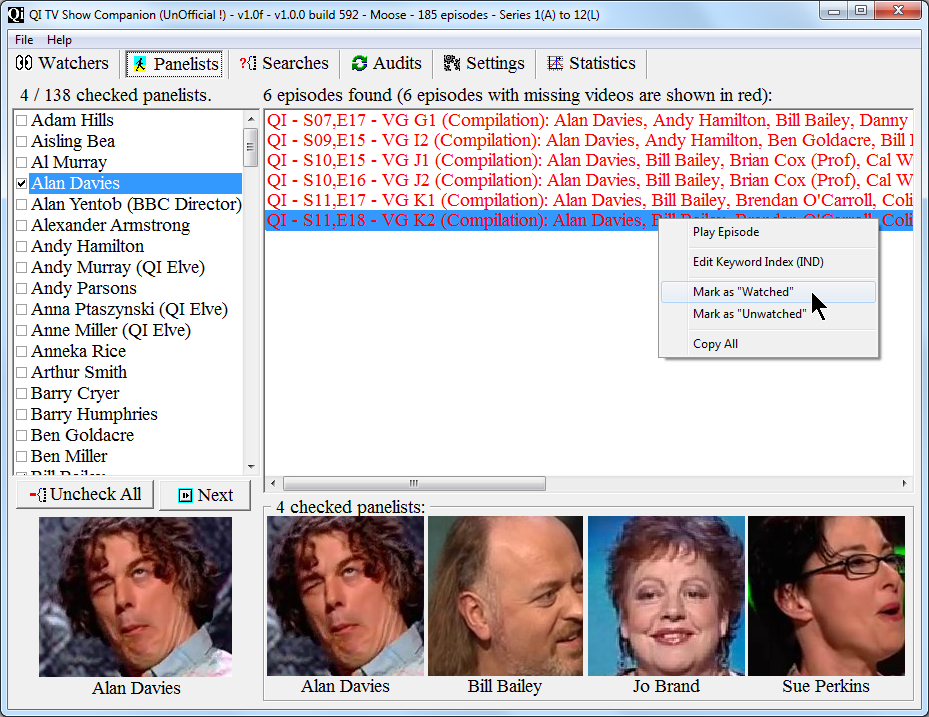 Qi QI TV Show Companion (UnOfficial !) - v1.0f - v1.0.0 build 592 - Moose - 185 episodes - Series 1(A) to 12(L)
File Help
Watchers Panelists Searches Audits Settings Statistics
4 / 138 checked panelists.
6 episodes found (6 episodes with missing videos are shown in red):
Adam Hills
Aisling Bea
Al Murray
Alan Davies
Alan Yentob (BBC Director)
Alexander Armstrong
Andy Hamilton
Andy Murray (QI Elve)
Andy Parsons
Anna Ptaszynski (QI Elve)
Anne Miller (QI Elve)
Anneka Rice
Arthur Smith
Barry Cryer
Barry Humphries
Ben Goldacre
Ben Miller
Bill Bailey
QI - S07,E17 - VG G1 (Compilation): Alan Davies, Andy Hamilton, Bill Bailey, Danny
QI - S09,E15 - VG I2 (Compilation): Alan Davies, Andy Hamilton, Ben Goldacre, Bill
QI - S10,E15 - VG J1 (Compilation): Alan Davies, Bill Bailey, Brian Cox (Prof), Cal W
QI - S10,E16 - VG J2 (Compilation): Alan Davies, Bill Bailey, Brian Cox (Prof), Cal W
QI - S11,E17 - VG K1 (Compilation): Alan Davies, Bill Bailey, Brendan O'Carroll, Coli
QI - S11,E18 - VG K2 (Compilation): Alan Davies, Bill Bailey, Brendan O'Carroll, Coli
Play Episode
Edit Keyword Index (IND)
Mark as "Watched"
Mark as "Unwatched"
Copy All
Uncheck All Next
4 checked panelists:
Alan Davies
Alan Davies Bill Bailey Jo Brand Sue Perkins